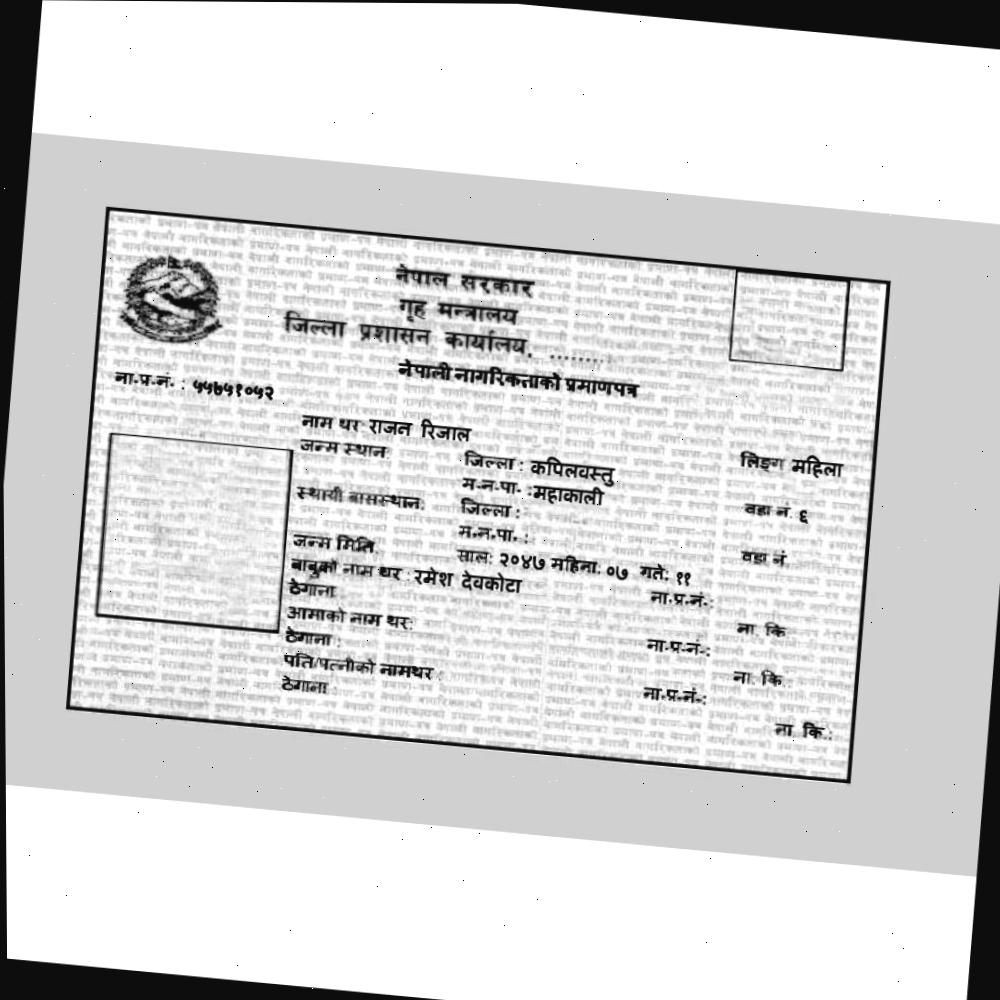 नेपाल सरकार
गृह मन्त्रालय
जिल्ला प्रशासन कार्यालय, ........
नेपाली नागरिकताको प्रमाणपत्र
ना.प्र.नं. : ५५७५१०५२
नाम थर: राजन रिजाल
लिङ्ग महिला
जन्म स्थान: जिल्ला : कपिलवस्तु
म.न.पा. :महाकाली वडा नं. ६
स्थायी बासस्थान: जिल्ला :
म.न.पा. : वडा नं.
जन्म मिति साल: २०४७ महिना: ०७ गते: ११
बाबुको नाम थर : रमेश देवकोटा ना.प्र.नं.:
ठेगाना ना. कि
आमाको नाम थर: ना.प्र.नं.:
ठेगाना : ना. कि.:
पति/पत्नीको नामथर : ना.प्र.नं.:
ठेगाना : ना. कि.: